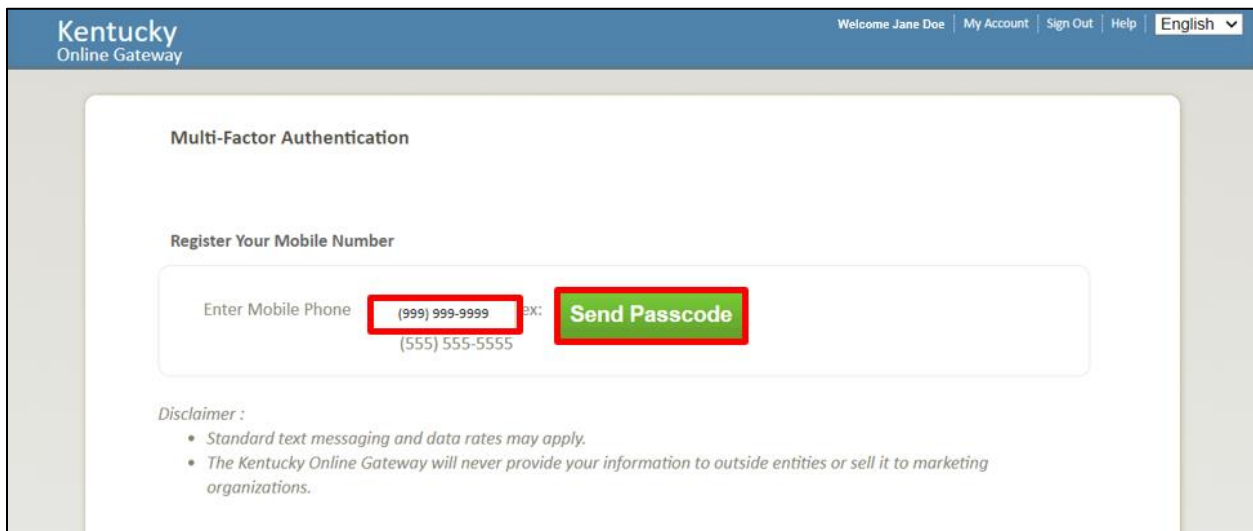 Kentucky
Online Gateway
Welcome Jane Doe | My Account | Sign Out | Help | English
Multi-Factor Authentication
Register Your Mobile Number
Enter Mobile Phone (999) 999-9999 ex: Send Passcode
(555) 555-5555
Disclaimer :
• Standard text messaging and data rates may apply.
• The Kentucky Online Gateway will never provide your information to outside entities or sell it to marketing
organizations.